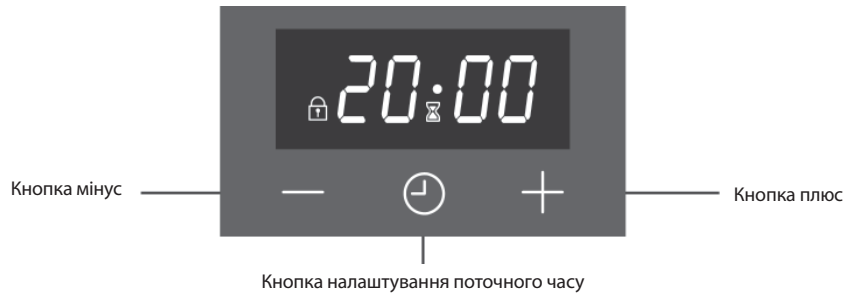 20:00
Кнопка мінус
Кнопка плюс
Кнопка налаштування поточного часу